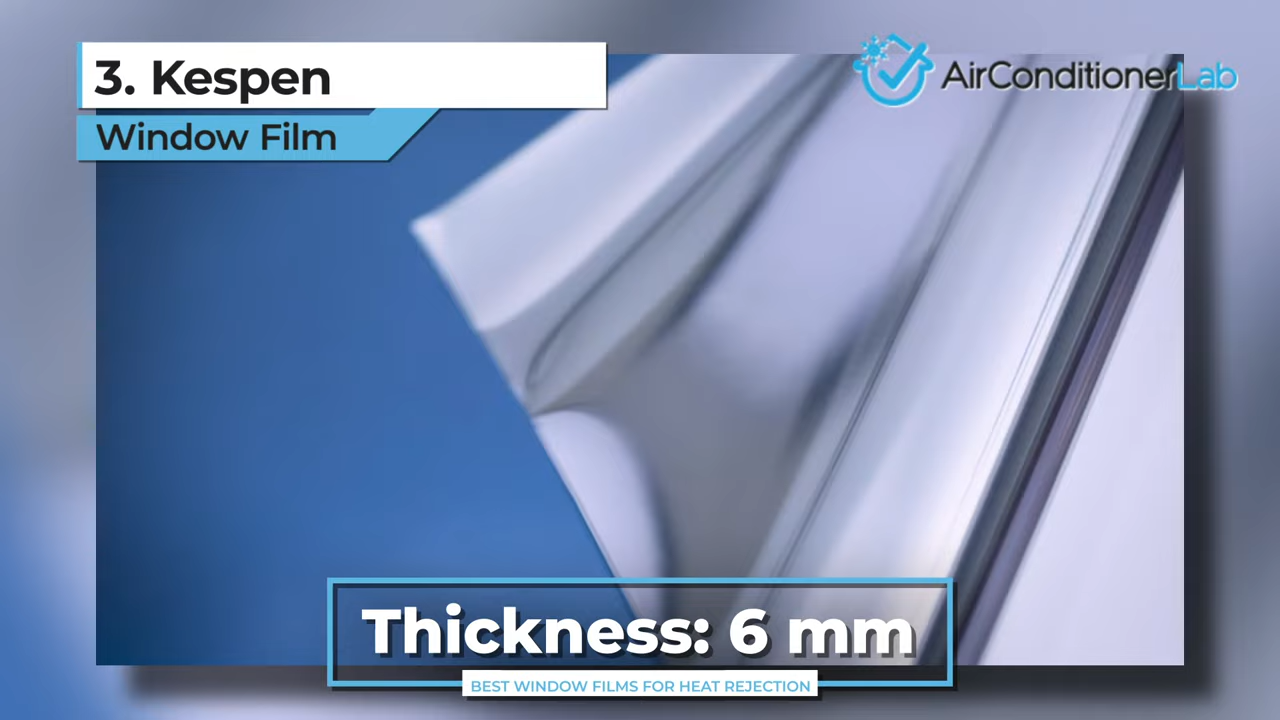 3. Kespen
AirConditionerLab
Window Film
Thickness: 6 mm
BEST WINDOW FILMS FOR HEAT REJECTION